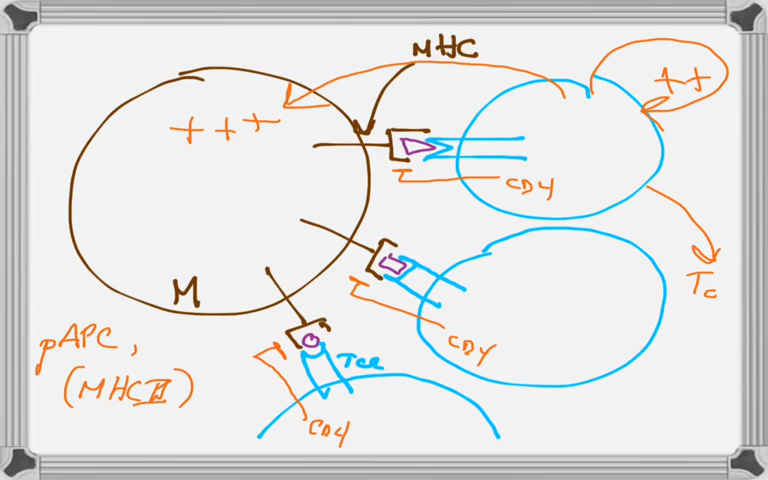 MHC
++
+++
CD4
Tc
M
CD4
pAPC,
TCR
(MHCII)
CD4